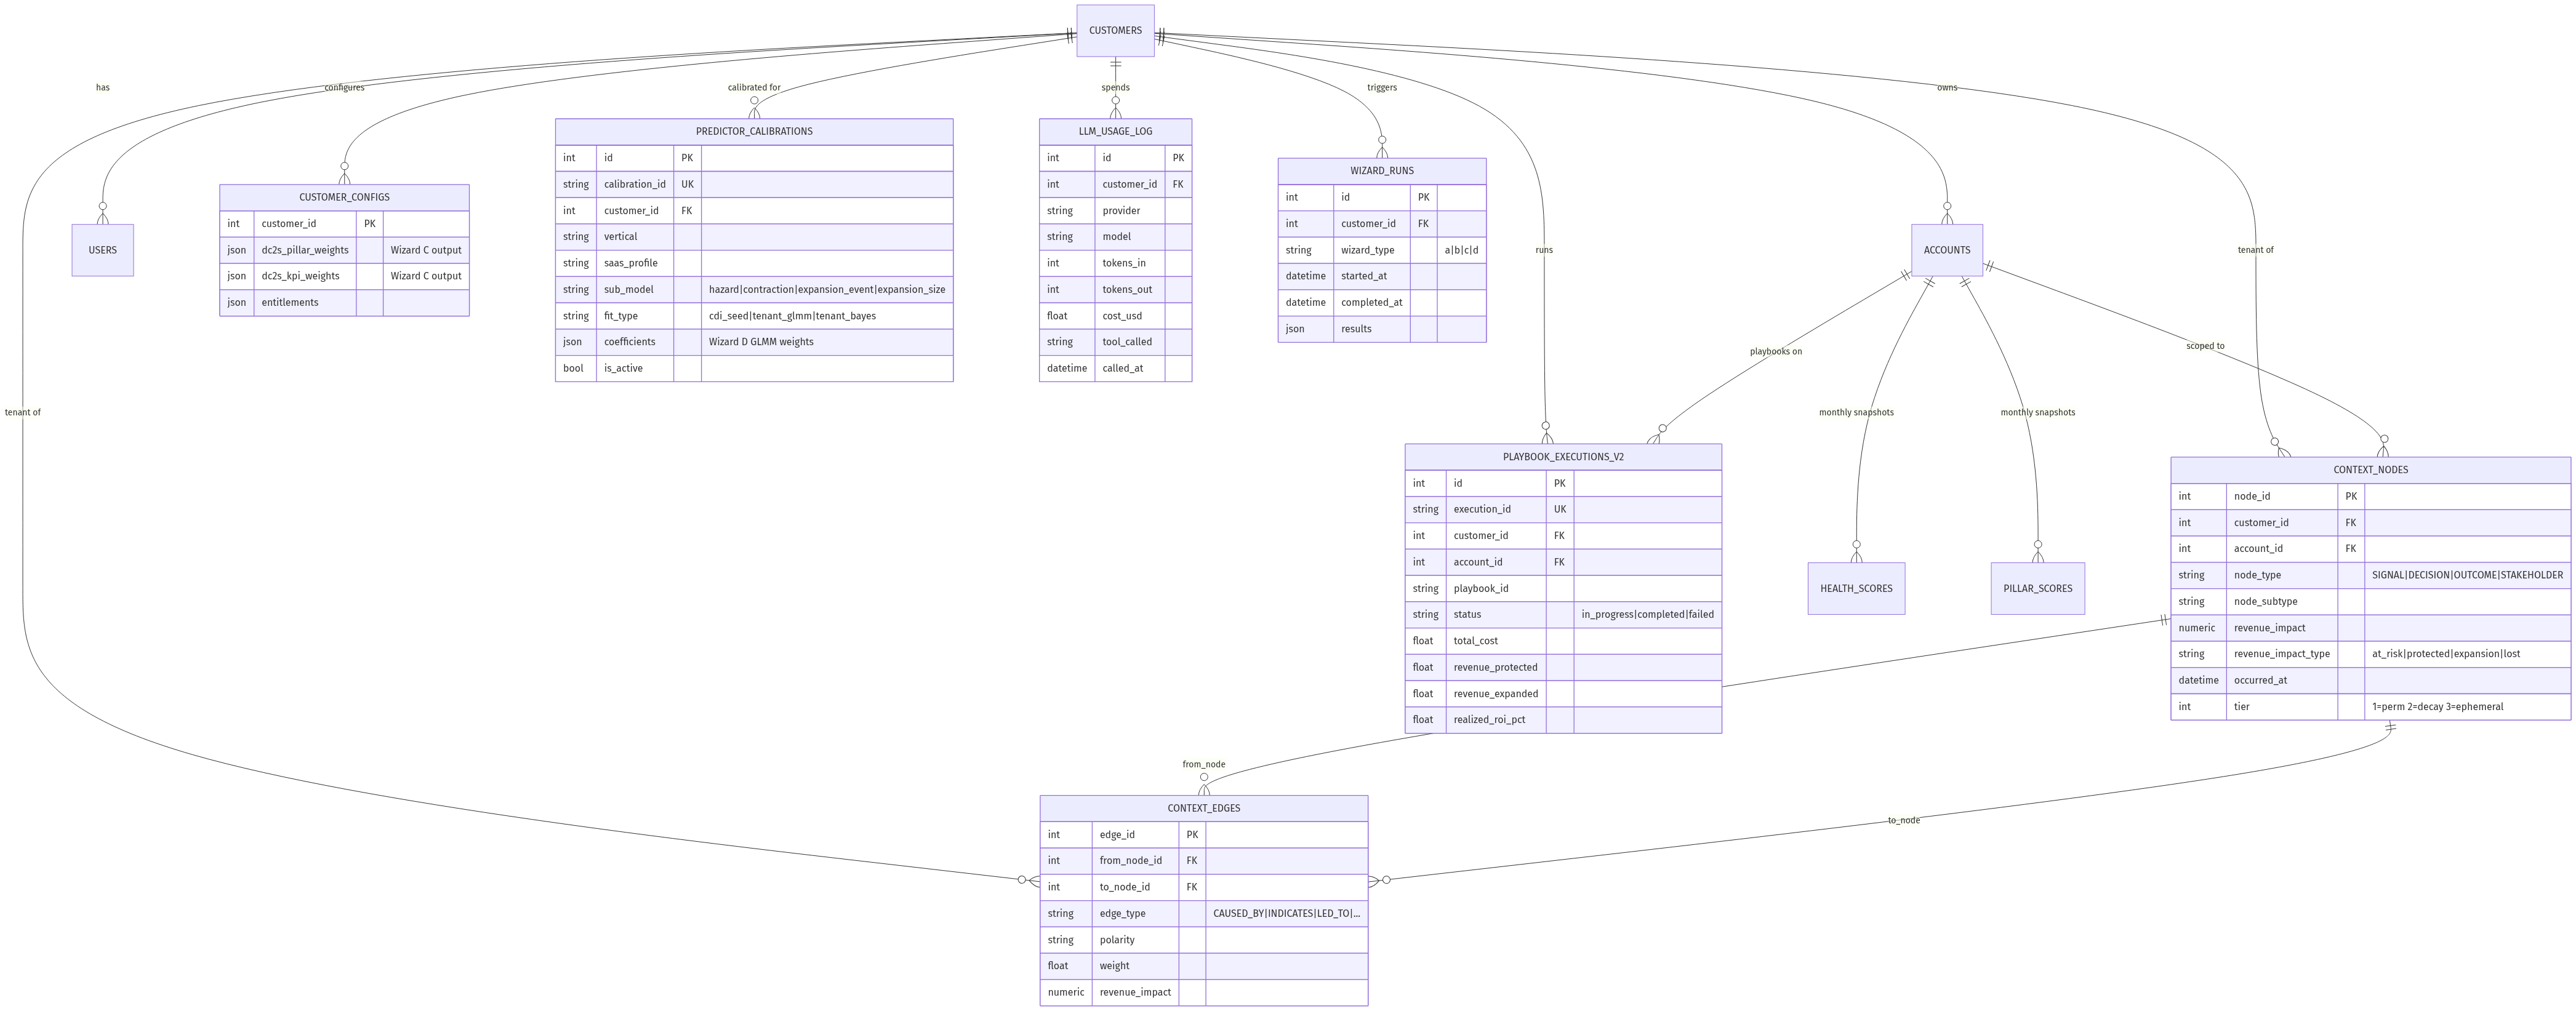 CUSTOMERS
has
configures
calibrated for
spends
triggers
owns
PREDICTOR_CALIBRATIONS
int id PK
string calibration_id UK
int customer_id FK
string vertical
string saas_profile
string sub_model hazard|contraction|expansion_event|expansion_size
string fit_type cdi_seed|tenant_glmm|tenant_bayes
json coefficients Wizard D GLMM weights
bool is_active
LLM_USAGE_LOG
int id PK
int customer_id FK
string provider
string model
int tokens_in
int tokens_out
float cost_usd
string tool_called
datetime called_at
WIZARD_RUNS
int id PK
int customer_id FK
string wizard_type a|b|c|d
datetime started_at
datetime completed_at
json results
CUSTOMER_CONFIGS
int customer_id PK
json dc2s_pillar_weights Wizard C output
json dc2s_kpi_weights Wizard C output
json entitlements
USERS
runs
ACCOUNTS
tenant of
playbooks on
scoped to
tenant of
monthly snapshots
monthly snapshots
PLAYBOOK_EXECUTIONS_V2
int id PK
string execution_id UK
int customer_id FK
int account_id FK
string playbook_id
string status in_progress|completed|failed
float total_cost
float revenue_protected
float revenue_expanded
float realized_roi_pct
HEALTH_SCORES
PILLAR_SCORES
CONTEXT_NODES
int node_id PK
int customer_id FK
int account_id FK
string node_type SIGNAL|DECISION|OUTCOME|STAKEHOLDER
string node_subtype
numeric revenue_impact
string revenue_impact_type at_risk|protected|expansion|lost
datetime occurred_at
int tier 1=perm 2=decay 3=ephemeral
from_node
to_node
CONTEXT_EDGES
int edge_id PK
int from_node_id FK
int to_node_id FK
string edge_type CAUSED_BY|INDICATES|LED_TO|...
string polarity
float weight
numeric revenue_impact